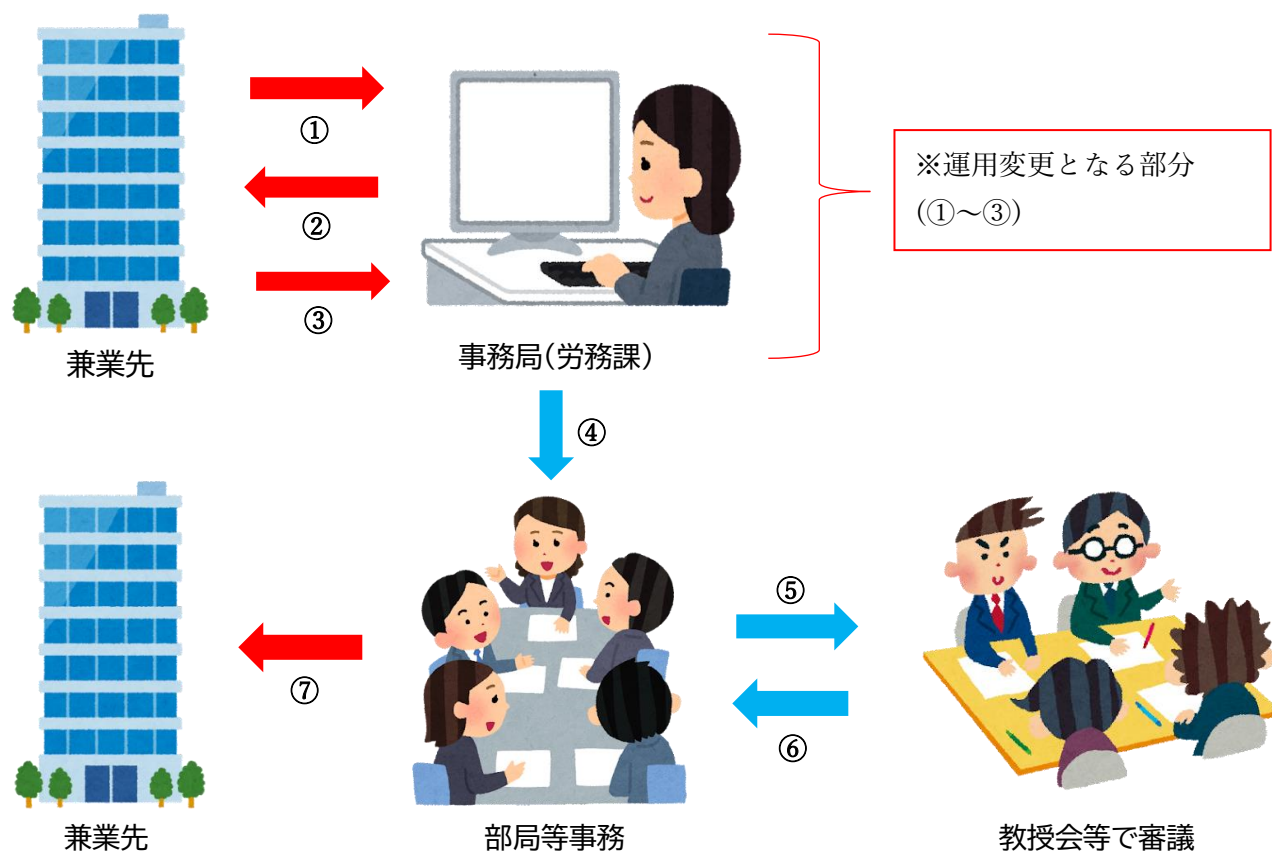 ①
②
③
※運用変更となる部分
(①~③)
兼業先
事務局(労務課)
④
⑤
⑥
⑦
兼業先
部局等事務
教授会等で審議